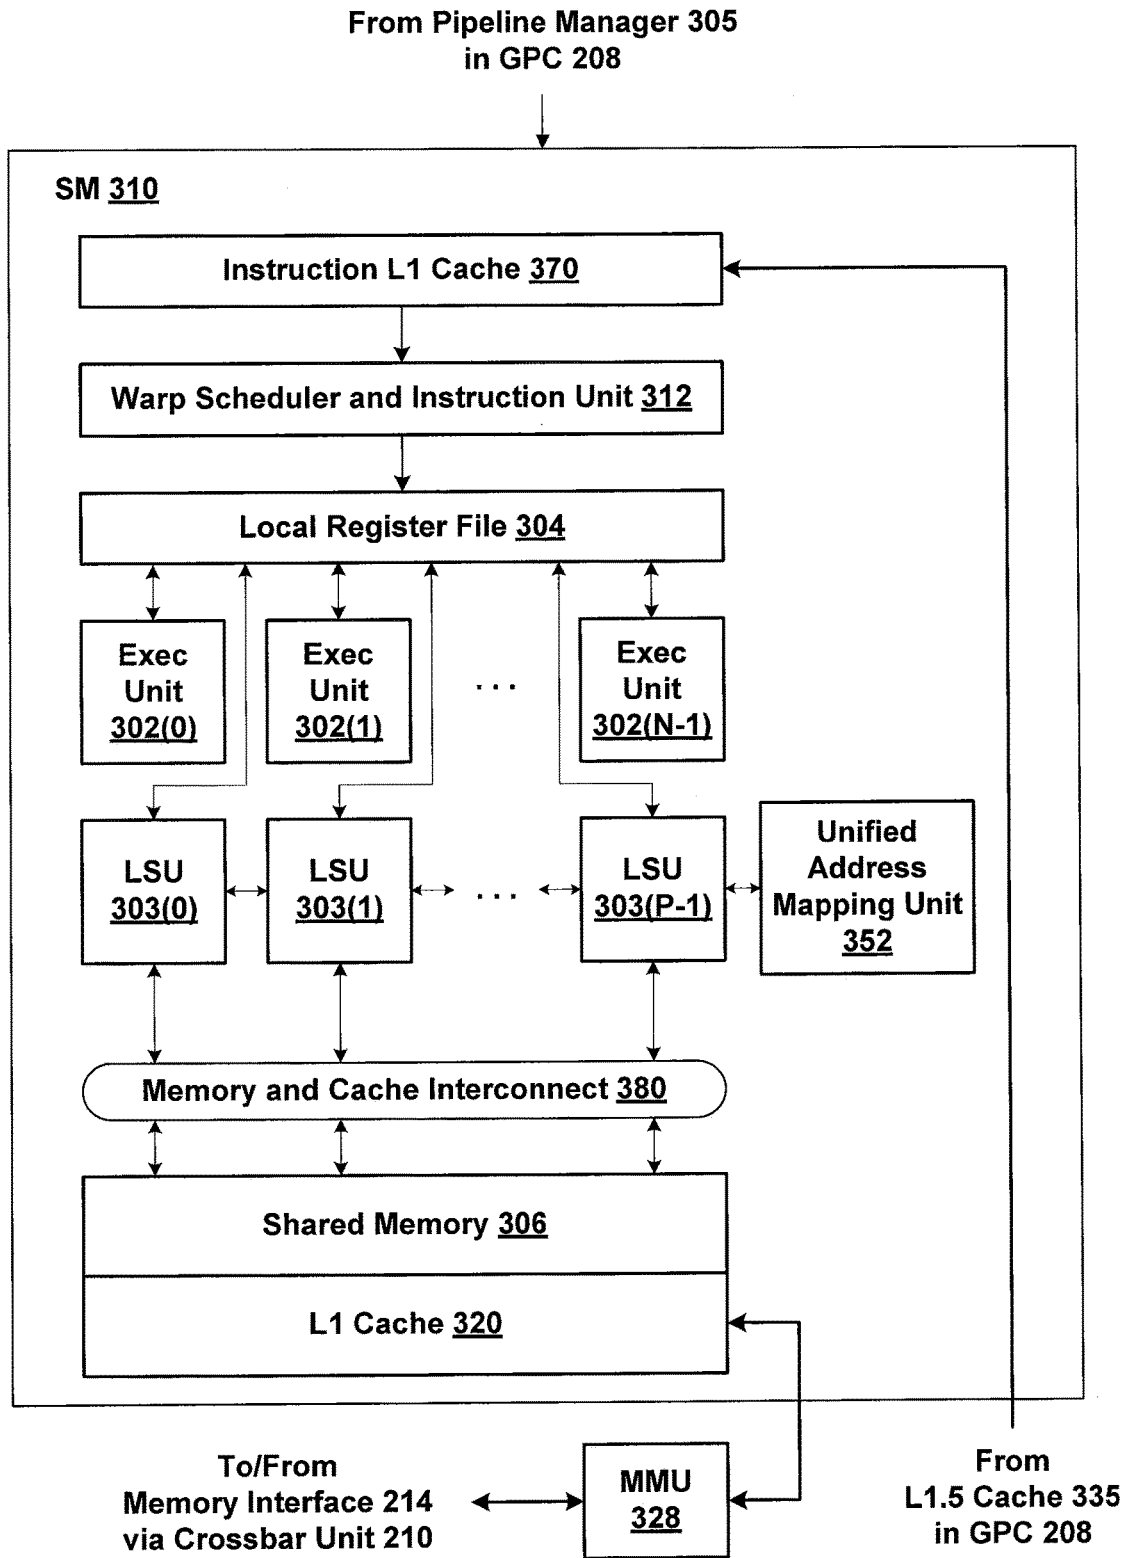 From Pipeline Manager 305
in GPC 208
SM 310
Instruction L1 Cache 370
Warp Scheduler and Instruction Unit 312
Local Register File 304
Exec
Unit
302(0)
Exec
Unit
302(1)
. . .
Exec
Unit
302(N-1)
LSU
303(0)
LSU
303(1)
. . .
LSU
303(P-1)
Unified
Address
Mapping Unit
352
Memory and Cache Interconnect 380
Shared Memory 306
L1 Cache 320
To/From
Memory Interface 214
via Crossbar Unit 210
MMU
328
From
L1.5 Cache 335
in GPC 208